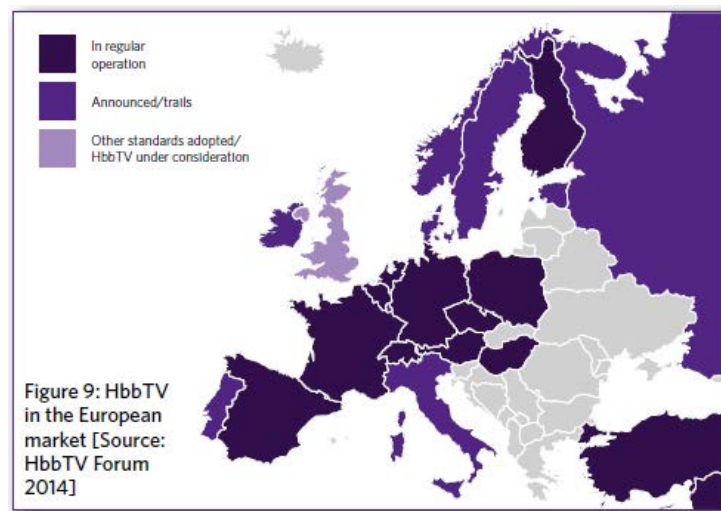 In regular
operation
Announced/trails
Other standards adopted/
HbbTV under consideration
Figure 9: HbbTV
in the European
market [Source:
HbbTV Forum
2014]